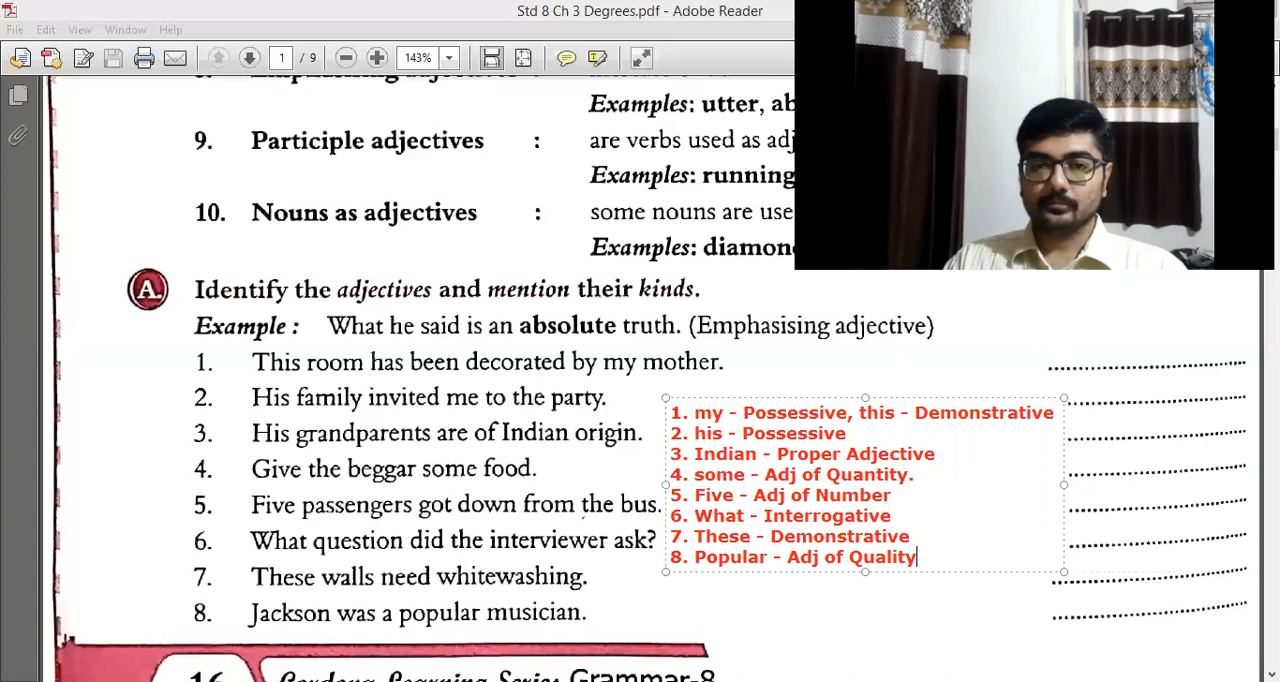 Std 8 Ch 3 Degrees.pdf - Adobe Reader
File Edit View Window Help
1 / 9 143%
Examples: utter, ab
9. Participle adjectives : are verbs used as adj
Examples: running
10. Nouns as adjectives : some nouns are use
Examples: diamon
A. Identify the adjectives and mention their kinds.
Example : What he said is an absolute truth. (Emphasising adjective)
1. This room has been decorated by my mother.
2. His family invited me to the party.
3. His grandparents are of Indian origin.
4. Give the beggar some food.
5. Five passengers got down from the bus.
6. What question did the interviewer ask?
7. These walls need whitewashing.
8. Jackson was a popular musician.
1. my - Possessive, this - Demonstrative
2. his - Possessive
3. Indian - Proper Adjective
4. some - Adj of Quantity.
5. Five - Adj of Number
6. What - Interrogative
7. These - Demonstrative
8. Popular - Adj of Quality
Learning Series Grammar-8